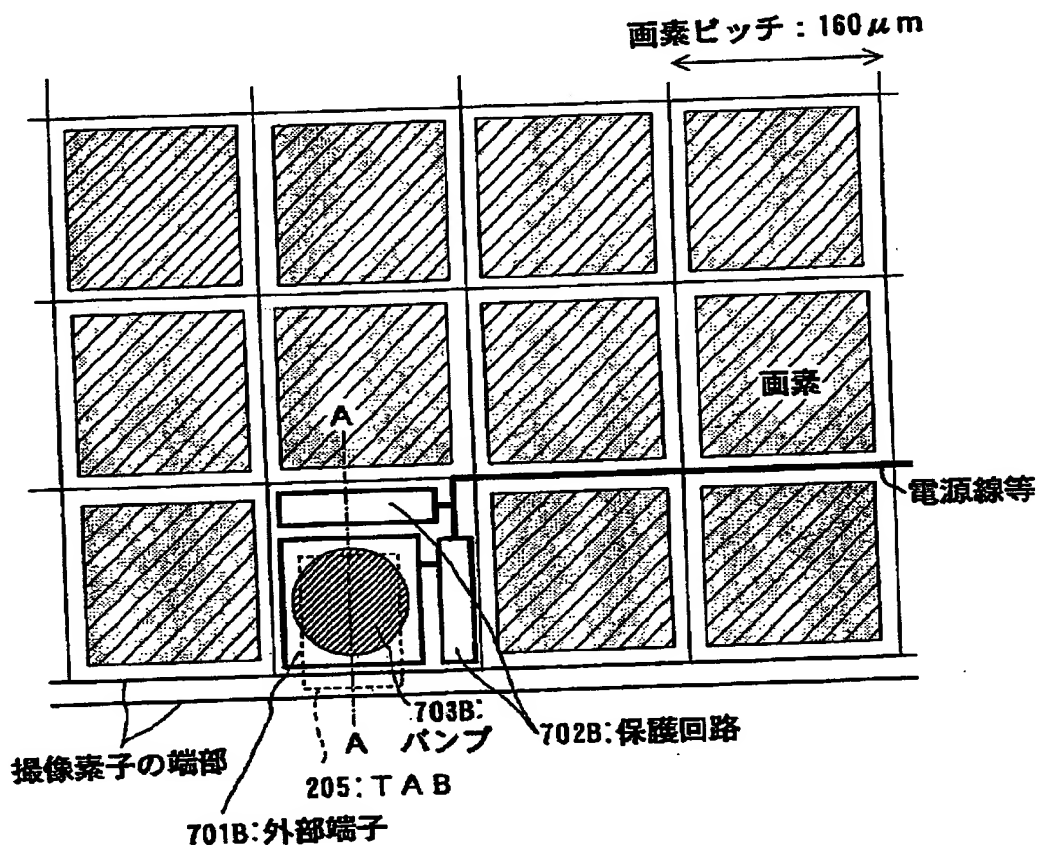 画素ピッチ：160μm
A
画素
電源線等
703B:
バンプ
702B:保護回路
A
撮像素子の端部
205:TAB
701B:外部端子